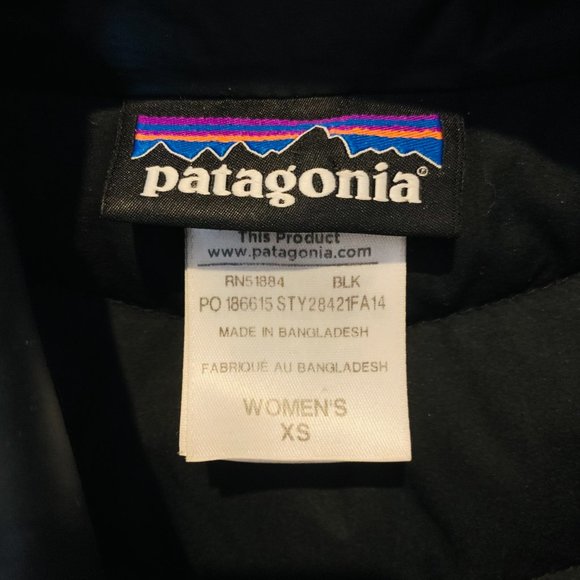 patagonia®
This Product
www.patagonia.com
RN51884 BLK
PO 186615 STY28421FA14
MADE IN BANGLADESH
FABRIQUÉ AU BANGLADESH
WOMEN'S
XS